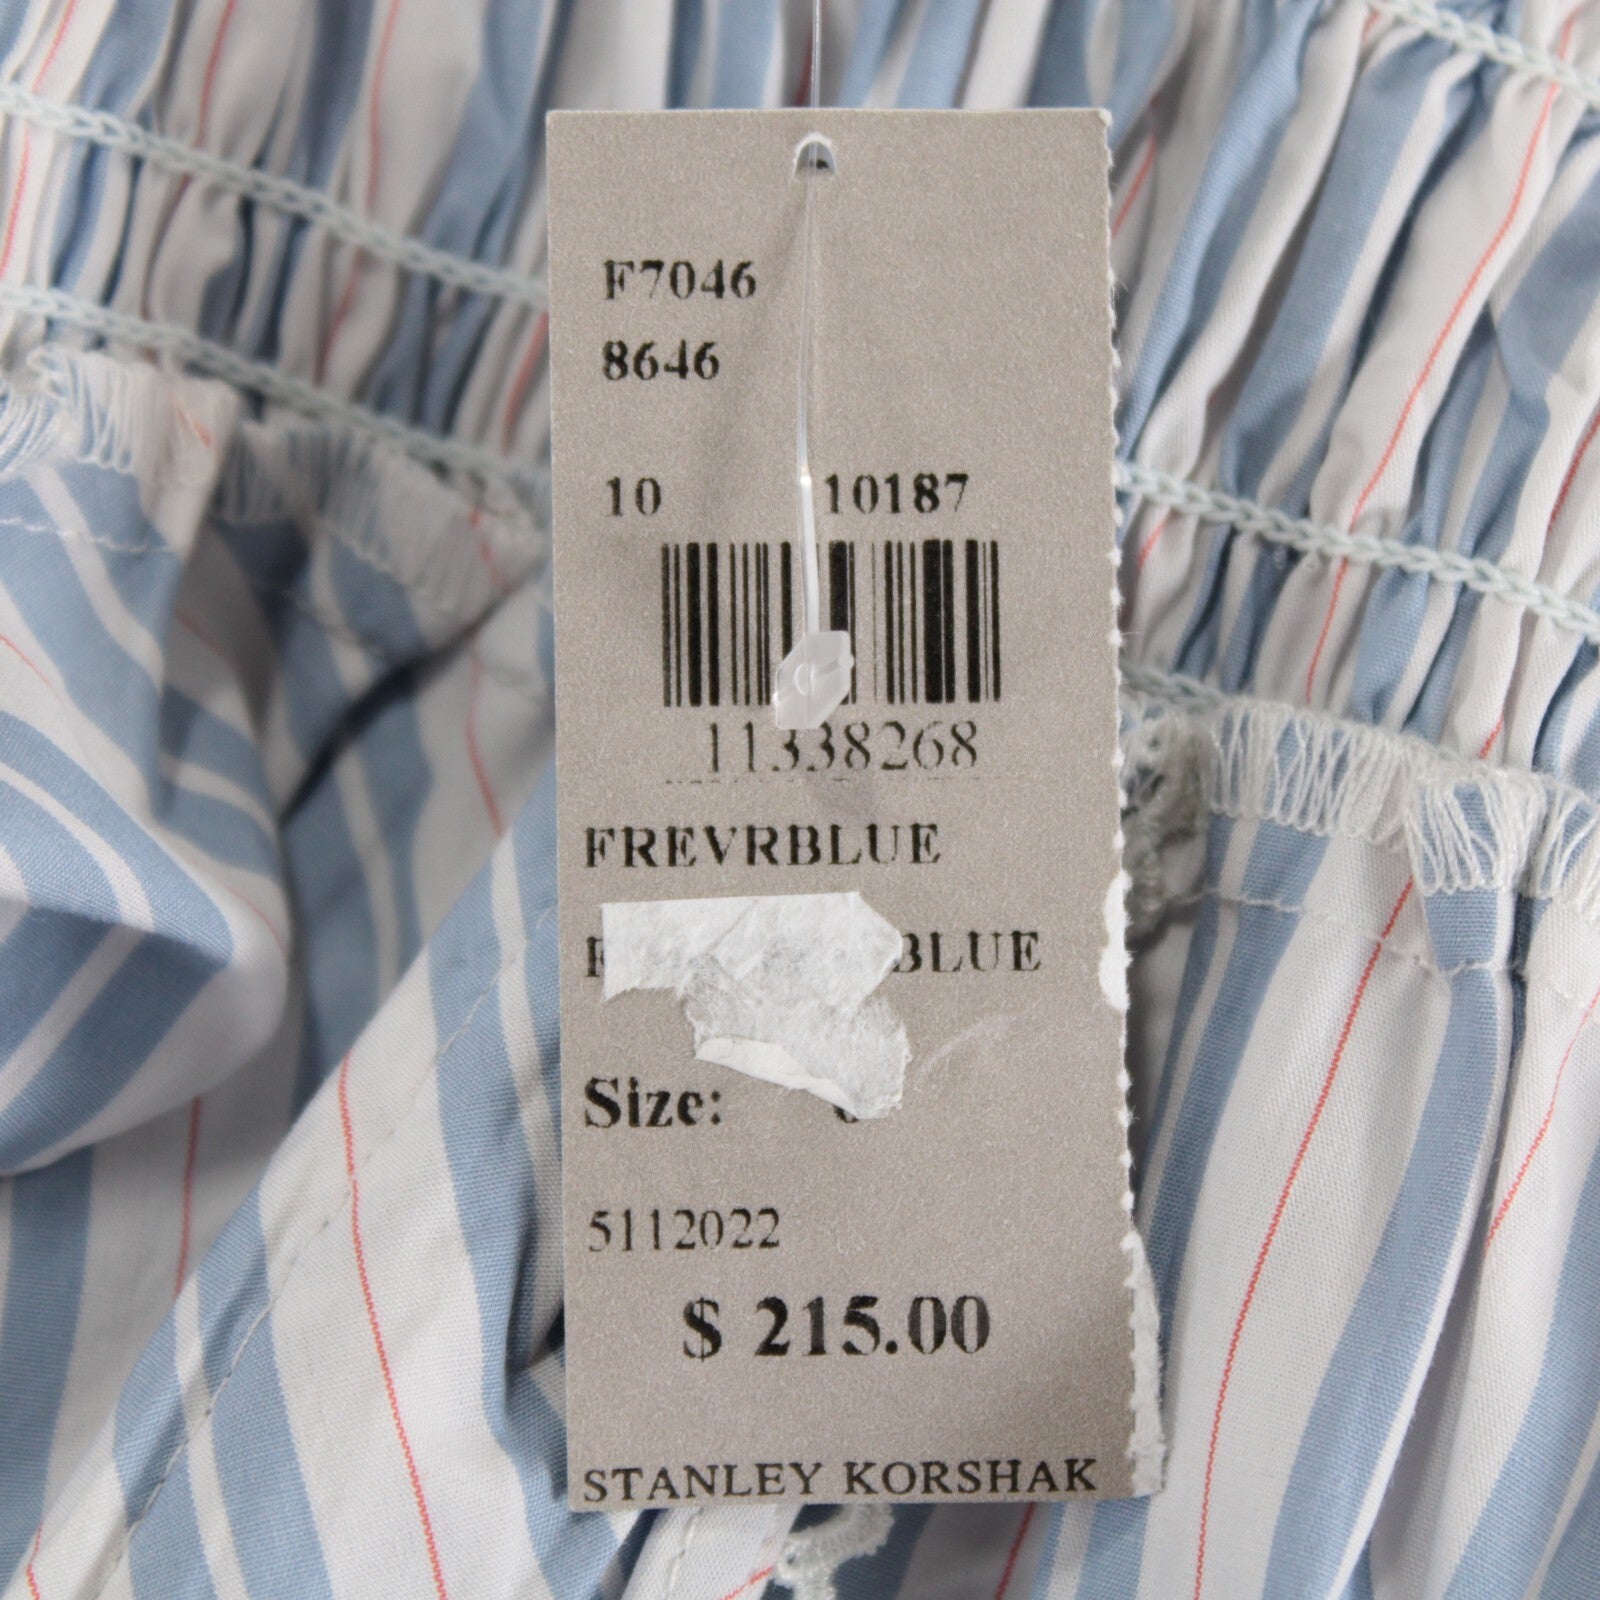 F7046
8646
10 10187
11338268
FREVRBLUE
BLUE
Size:
5112022
$ 215.00
STANLEY KORSHAK